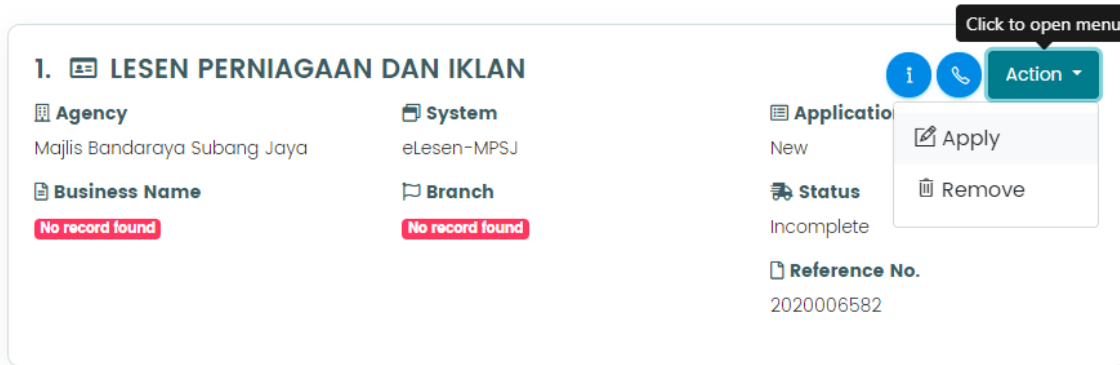 Click to open menu
1. LESEN PERNIAGAAN DAN IKLAN
i
Action
Agency
System
Applicatio
Majlis Bandaraya Subang Jaya
eLesen-MPSJ
New
Apply
Business Name
Branch
Status
Remove
No record found
No record found
Incomplete
Reference No.
2020006582